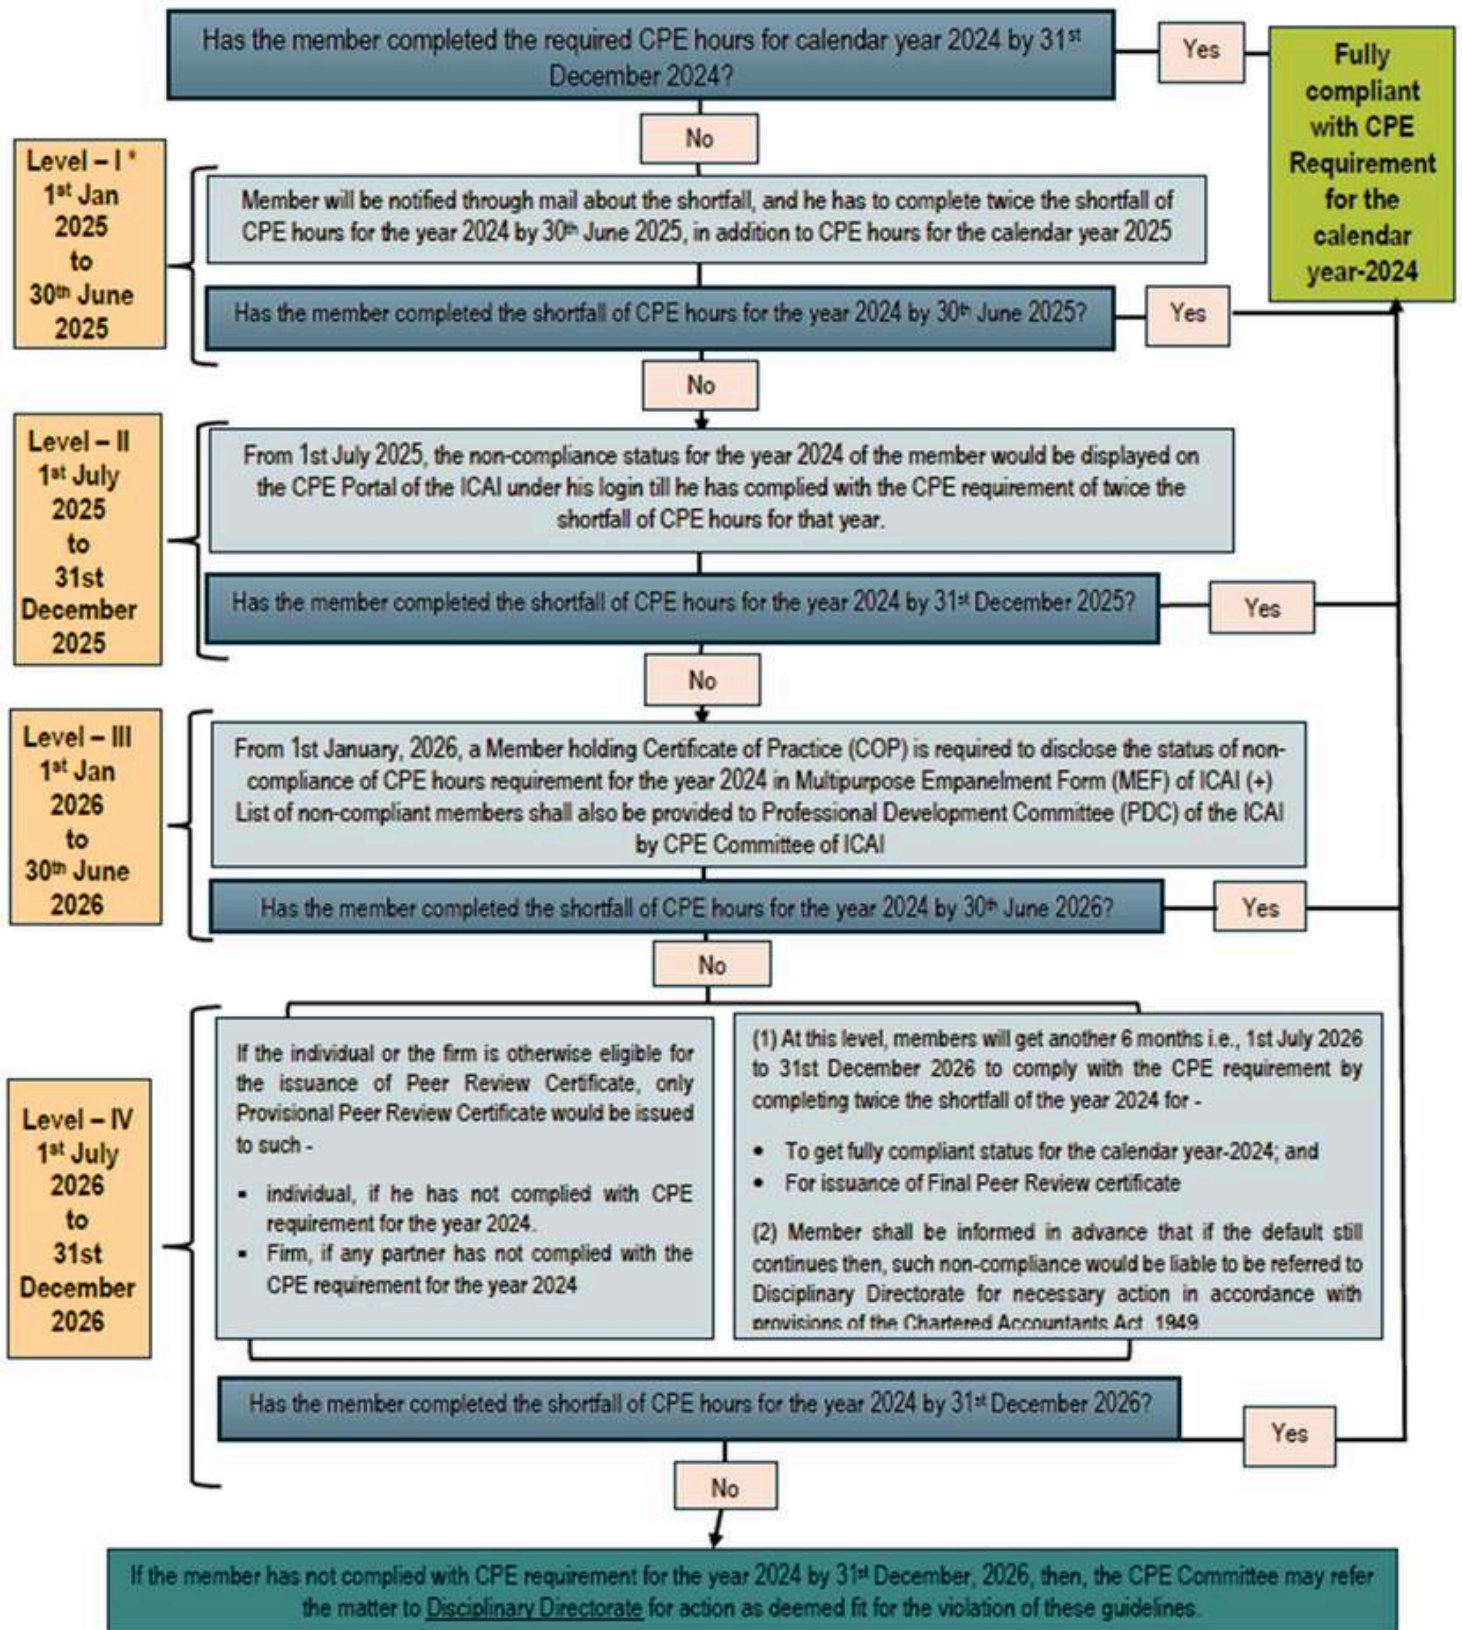 Has the member completed the required CPE hours for calendar year 2024 by 31st
December 2024?
Yes
Fully
compliant
with CPE
Requirement
for the
calendar
year-2024
No
Level – I *
1st Jan
2025
to
30th June
2025
Member will be notified through mail about the shortfall, and he has to complete twice the shortfall of
CPE hours for the year 2024 by 30th June 2025, in addition to CPE hours for the calendar year 2025
Has the member completed the shortfall of CPE hours for the year 2024 by 30th June 2025?
Yes
No
Level – II
1st July
2025
to
31st
December
2025
From 1st July 2025, the non-compliance status for the year 2024 of the member would be displayed on
the CPE Portal of the ICAI under his login till he has complied with the CPE requirement of twice the
shortfall of CPE hours for that year.
Has the member completed the shortfall of CPE hours for the year 2024 by 31st December 2025?
Yes
No
Level – III
1st Jan
2026
to
30th June
2026
From 1st January, 2026, a Member holding Certificate of Practice (COP) is required to disclose the status of non-
compliance of CPE hours requirement for the year 2024 in Multipurpose Empanelment Form (MEF) of ICAI (+)
List of non-compliant members shall also be provided to Professional Development Committee (PDC) of the ICAI
by CPE Committee of ICAI
Has the member completed the shortfall of CPE hours for the year 2024 by 30th June 2026?
Yes
No
Level – IV
1st July
2026
to
31st
December
2026
If the individual or the firm is otherwise eligible for
the issuance of Peer Review Certificate, only
Provisional Peer Review Certificate would be issued
to such -
▪ individual, if he has not complied with CPE
requirement for the year 2024.
▪ Firm, if any partner has not complied with the
CPE requirement for the year 2024
(1) At this level, members will get another 6 months i.e., 1st July 2026
to 31st December 2026 to comply with the CPE requirement by
completing twice the shortfall of the year 2024 for -
• To get fully compliant status for the calendar year-2024; and
• For issuance of Final Peer Review certificate
(2) Member shall be informed in advance that if the default still
continues then, such non-compliance would be liable to be referred to
Disciplinary Directorate for necessary action in accordance with
provisions of the Chartered Accountants Act, 1949
Has the member completed the shortfall of CPE hours for the year 2024 by 31st December 2026?
Yes
No
If the member has not complied with CPE requirement for the year 2024 by 31st December, 2026, then, the CPE Committee may refer
the matter to Disciplinary Directorate for action as deemed fit for the violation of these guidelines.